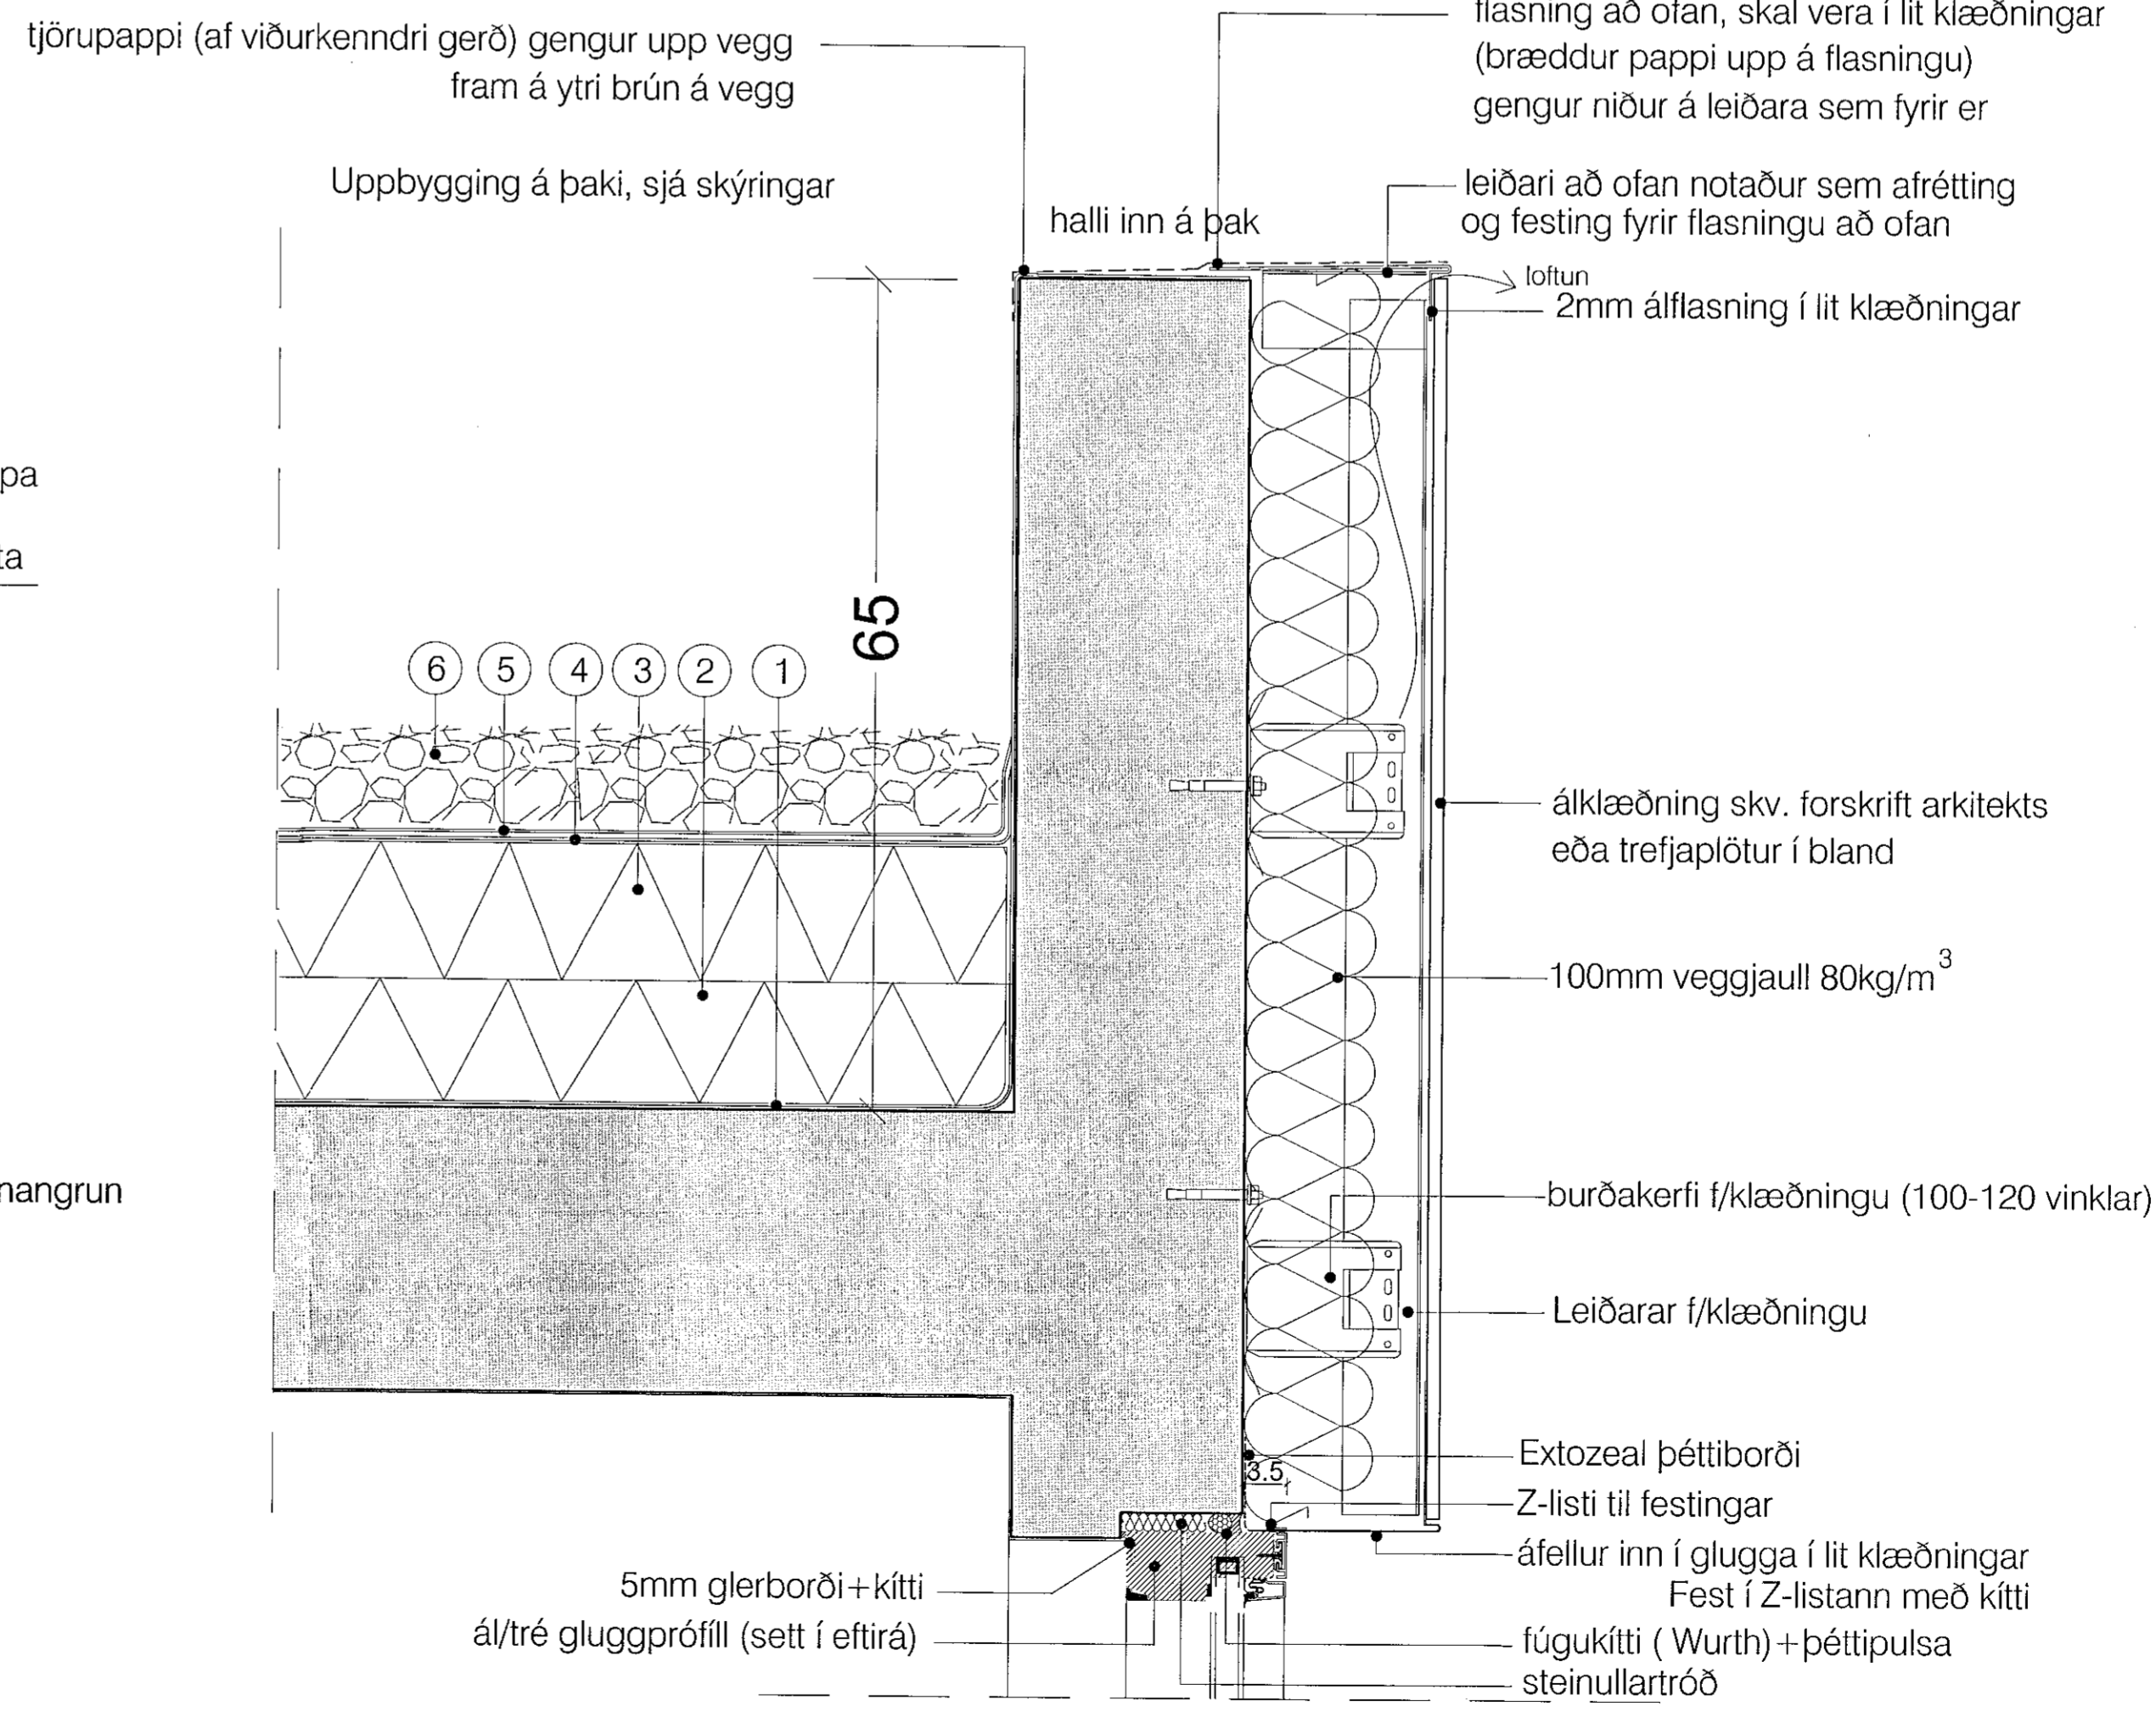 tjörupappi (af viðurkenndri gerð) gengur upp vegg
fram á ytri brún á vegg
Uppbygging á þaki, sjá skýringar
flasning að ofan, skal vera í lit klæðningar
(bræddur pappi upp á flasningu)
gengur niður á leiðara sem fyrir er
leiðari að ofan notaður sem afrétting
og festing fyrir flasningu að ofan
halli inn á þak
loftun
2mm álflasning í lit klæðningar
pa
ta
65
6 5 4 3 2 1
álklæðning skv. forskrift arkitekts
eða trefjaplötur í bland
100mm veggjaull 80kg/m³
nangrun
burðakerfi f/klæðningu (100-120 vinklar)
Leiðarar f/klæðningu
Extozeal þéttiborði
3.5
Z-listi til festingar
áfellur inn í glugga í lit klæðningar
Fest í Z-listann með kítti
5mm glerborði+kítti
ál/tré gluggprófíll (sett í eftirá)
fúgukítti ( Wurth)+þéttipulsa
steinullartróð